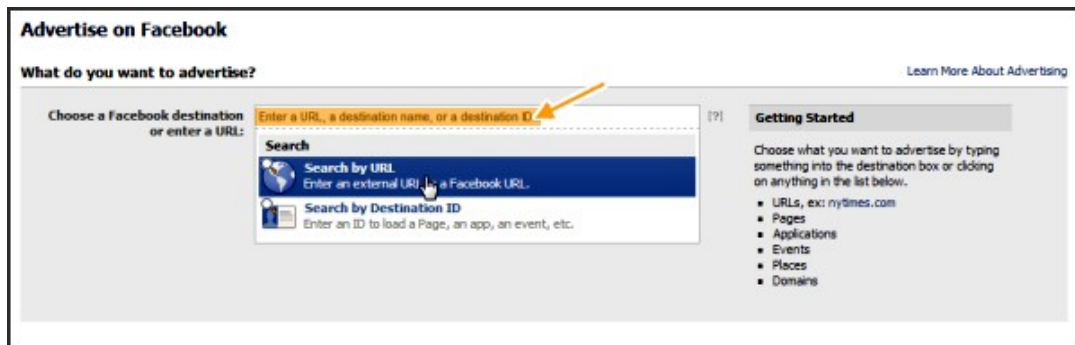 Advertise on Facebook
What do you want to advertise?
Learn More About Advertising
Choose a Facebook destination
or enter a URL:
Enter a URL, a destination name, or a destination ID
[?]
Search
Search by URL
Enter an external URL a Facebook URL.
Search by Destination ID
Enter an ID to load a Page, an app, an event, etc.
Getting Started
Choose what you want to advertise by typing
something into the destination box or clicking
on anything in the list below.
URLs, ex: nytimes.com
Pages
Applications
Events
Places
Domains